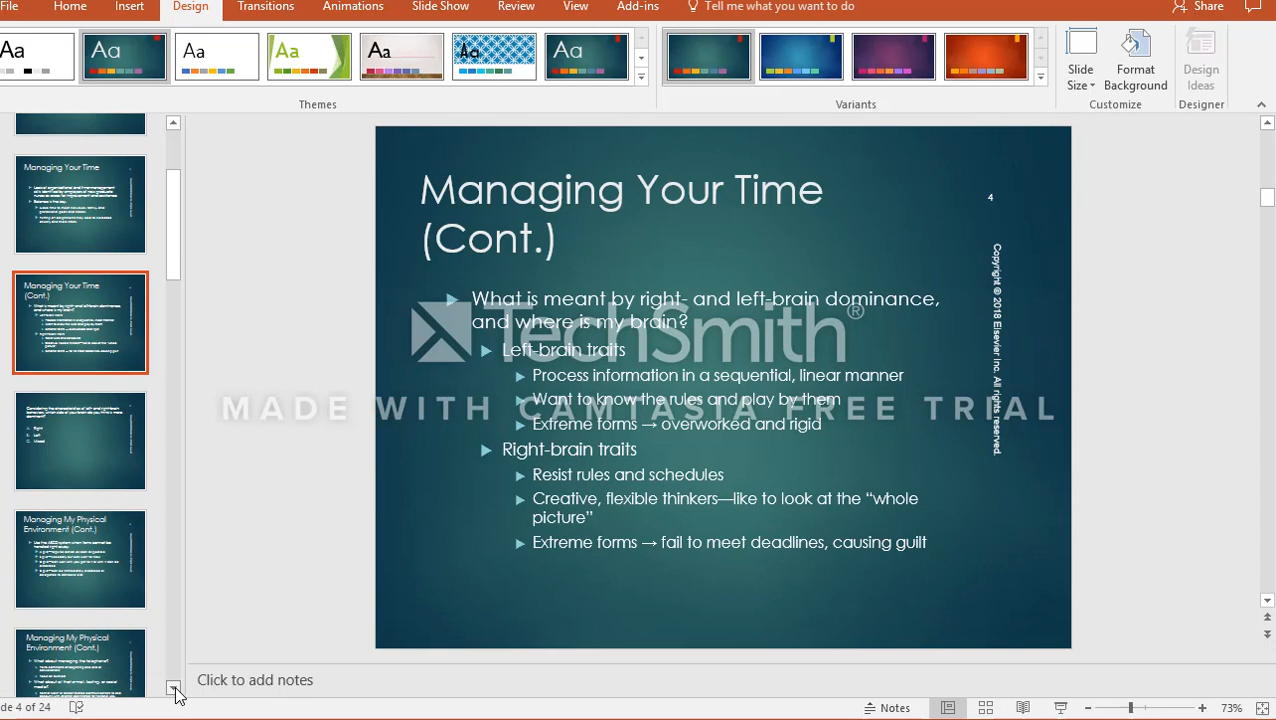 File Home Insert Design Transitions Animations Slide Show Review View Add-ins Tell me what you want to do Share
Aa Aa Aa Aa Aa Aa Aa
Slide Size Format Background Design Ideas
Themes Variants Customize Designer
Managing Your Time
Managing Your Time (Cont.)
Managing My Physical Environment (Cont.)
Managing My Physical Environment (Cont.)
Managing Your Time
(Cont.)
4
Copyright © 2018 Elsevier Inc. All rights reserved.
What is meant by right- and left-brain dominance,
and where is my brain?
Left-brain traits
Process information in a sequential, linear manner
Want to know the rules and play by them
Extreme forms → overworked and rigid
Right-brain traits
Resist rules and schedules
Creative, flexible thinkers—like to look at the “whole
picture”
Extreme forms → fail to meet deadlines, causing guilt
TechSmith®
MADE WITH CAMTASIA FREE TRIAL
Click to add notes
de 4 of 24
Notes
73%